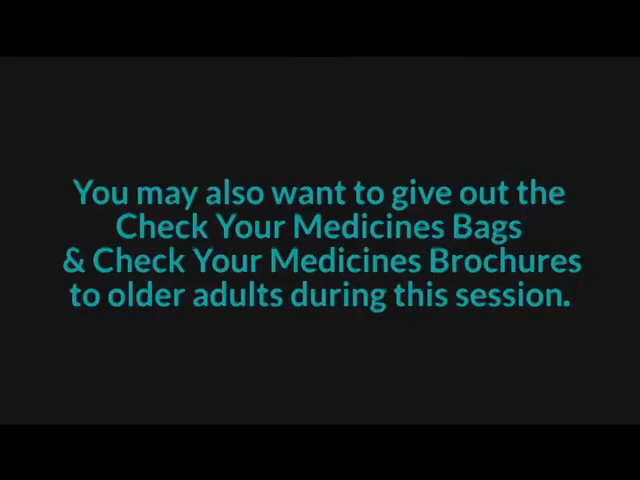 You may also want to give out the
Check Your Medicines Bags
& Check Your Medicines Brochures
to older adults during this session.